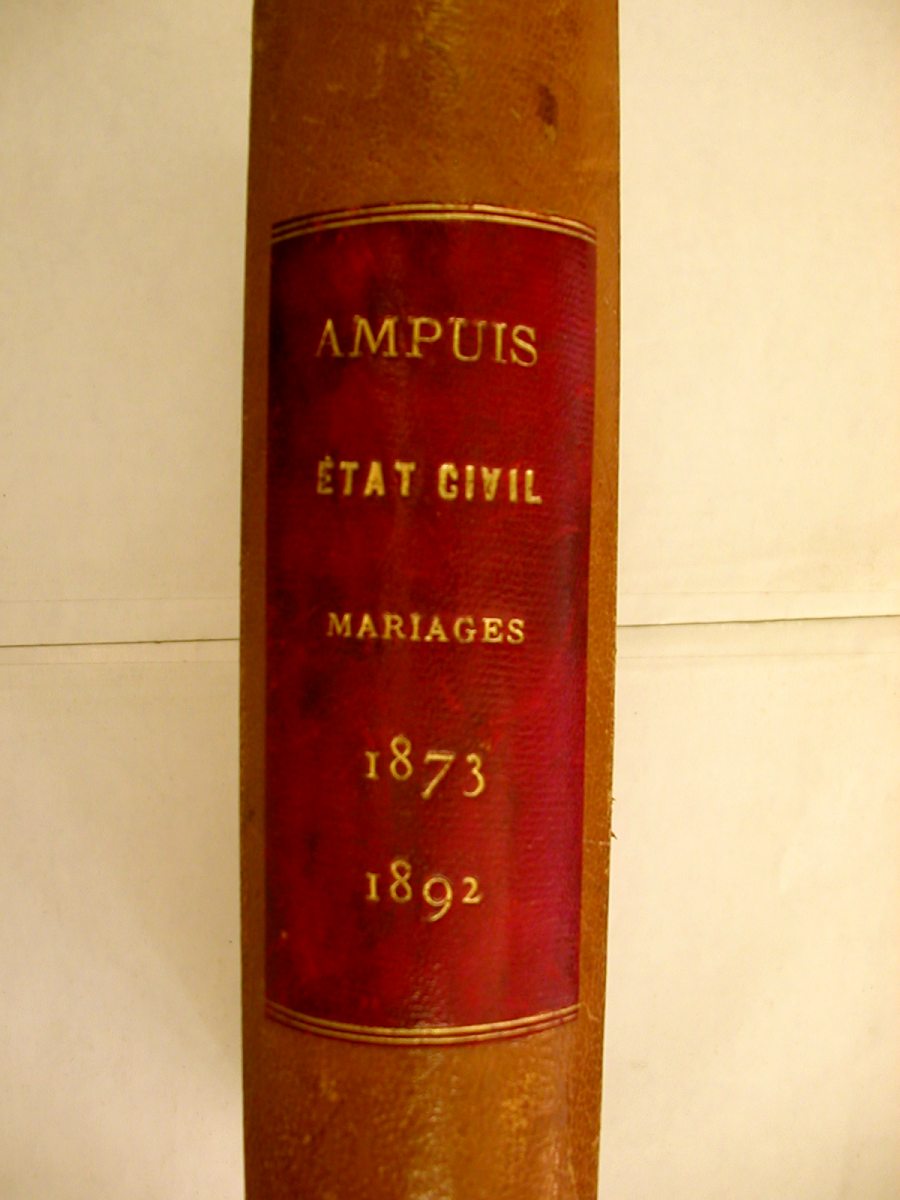 AMPUIS
ÉTAT CIVIL
MARIAGES
1873
1892